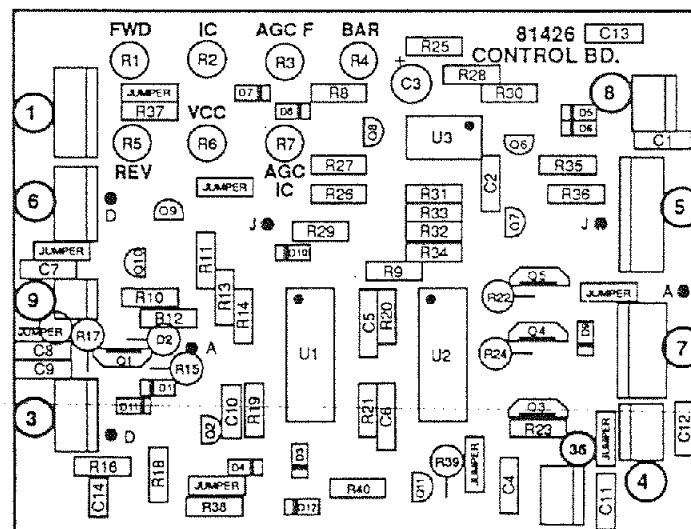 FWD IC AGC F BAR 81426 C13
R1 R2 R3 R4 R25 CONTROL BD.
+ C3 R28
JUMPER D7 R8 R30 8
1 R37 VCC D8 D5
Q8 U3 D6
R5 R6 R7 Q6 C1
REV AGC R27 R35
IC
6 JUMPER R26 R31 C2 R36 5
D Q9 J R33 Q7 J
R29 R32
JUMPER R11 D10 R34
C7 Q10 R9 Q5
9 R10 R13 R22 JUMPER A
R12 R14 C5 R20
JUMPER R17 D2 Q4 D9
C8 Q1 A U1 U2 R24 7
C9 R15
3 D1 Q3
D11 C10 R19 R21 C6 R23 C12
D Q2 36
R16 R18 D4 D3 R39 JUMPER JUMPER 4
C14 JUMPER R40 Q11 C4 C11
R38 D12